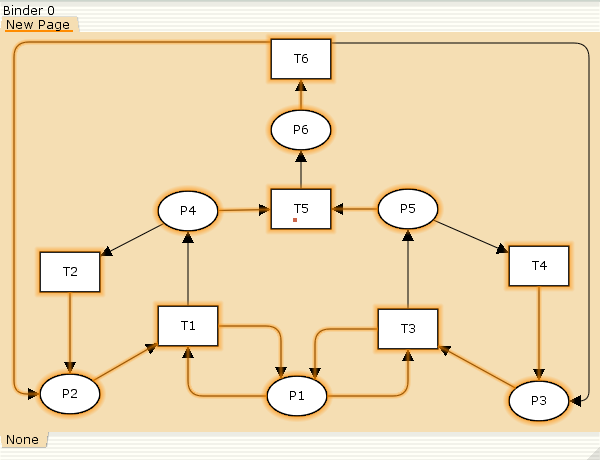 Binder 0
New Page
T6
P6
P4
T5
P5
T2
T4
T1
T3
P2
P1
P3
None